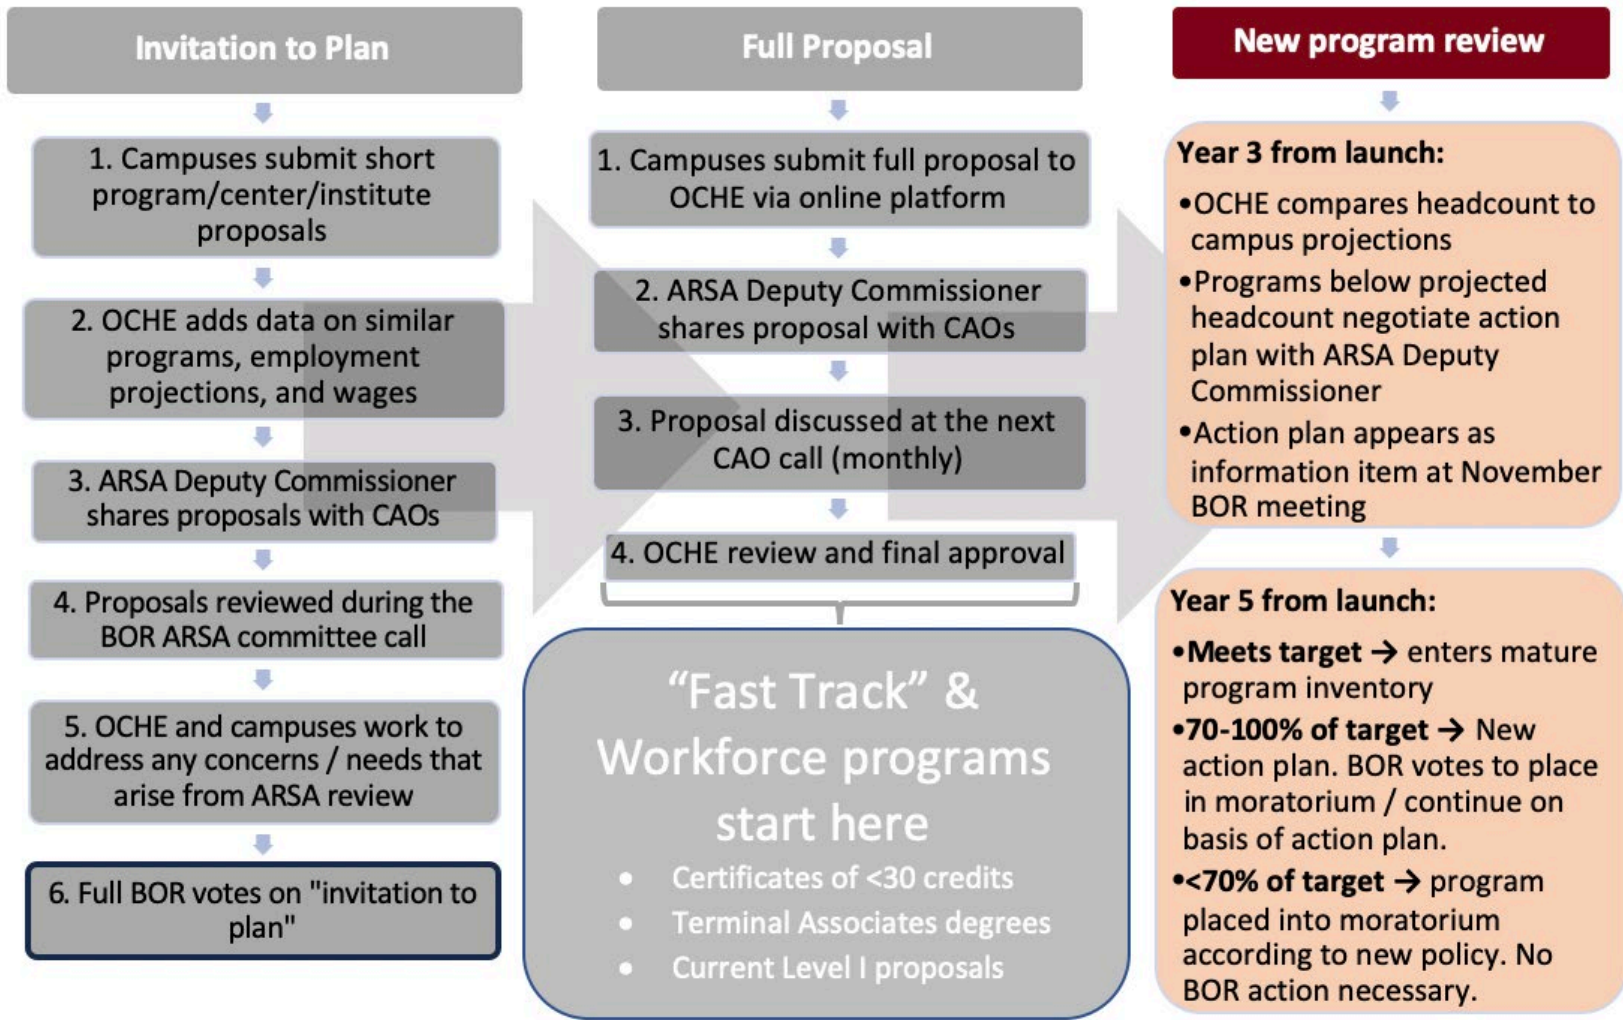 Invitation to Plan
1. Campuses submit short
program/center/institute
proposals
2. OCHE adds data on similar
programs, employment
projections, and wages
3. ARSA Deputy Commissioner
shares proposals with CAOs
4. Proposals reviewed during the
BOR ARSA committee call
5. OCHE and campuses work to
address any concerns / needs that
arise from ARSA review
6. Full BOR votes on "invitation to
plan"
Full Proposal
1. Campuses submit full proposal to
OCHE via online platform
2. ARSA Deputy Commissioner
shares proposal with CAOs
3. Proposal discussed at the next
CAO call (monthly)
4. OCHE review and final approval
“Fast Track” &
Workforce programs
start here
• Certificates of <30 credits
• Terminal Associates degrees
• Current Level I proposals
New program review
Year 3 from launch:
•OCHE compares headcount to
campus projections
•Programs below projected
headcount negotiate action
plan with ARSA Deputy
Commissioner
•Action plan appears as
information item at November
BOR meeting
Year 5 from launch:
•Meets target → enters mature
program inventory
•70-100% of target → New
action plan. BOR votes to place
in moratorium / continue on
basis of action plan.
•<70% of target → program
placed into moratorium
according to new policy. No
BOR action necessary.